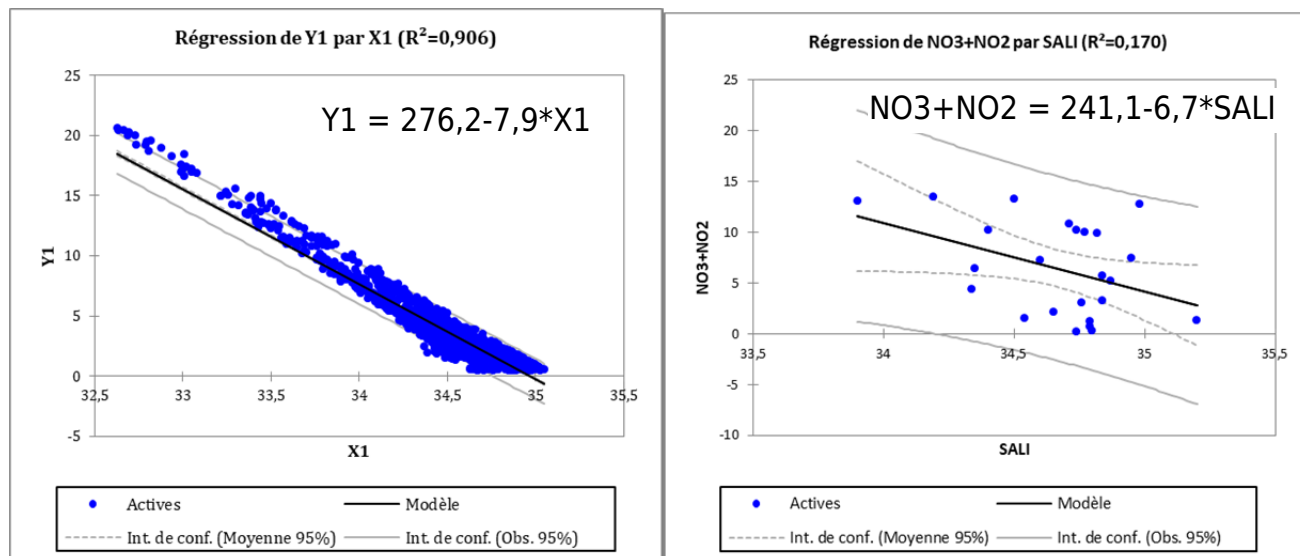 Régression de Y1 par X1 (R²=0,906)
Y1 = 276,2-7,9*X1
25
20
15
10
5
0
-5
32,5
33
33,5
34
34,5
35
35,5
Y1
X1
Actives
Modèle
Int. de conf. (Moyenne 95%)
Int. de conf. (Obs. 95%)
Régression de NO3+NO2 par SALI (R²=0,170)
NO3+NO2 = 241,1-6,7*SALI
25
20
15
10
5
0
-5
-10
33,5
34
34,5
35
35,5
NO3+NO2
SALI
Actives
Modèle
Int. de conf. (Moyenne 95%)
Int. de conf. (Obs. 95%)